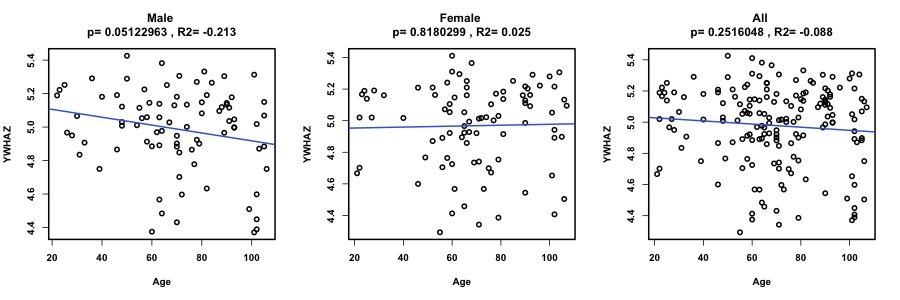 Male
p= 0.05122963 , R2= -0.213
YWHAZ
5.4
5.2
5.0
4.8
4.6
4.4
20 40 60 80 100
Age
Female
p= 0.8180299 , R2= 0.025
YWHAZ
5.4
5.2
5.0
4.8
4.6
4.4
20 40 60 80 100
Age
All
p= 0.2516048 , R2= -0.088
YWHAZ
5.4
5.2
5.0
4.8
4.6
4.4
20 40 60 80 100
Age